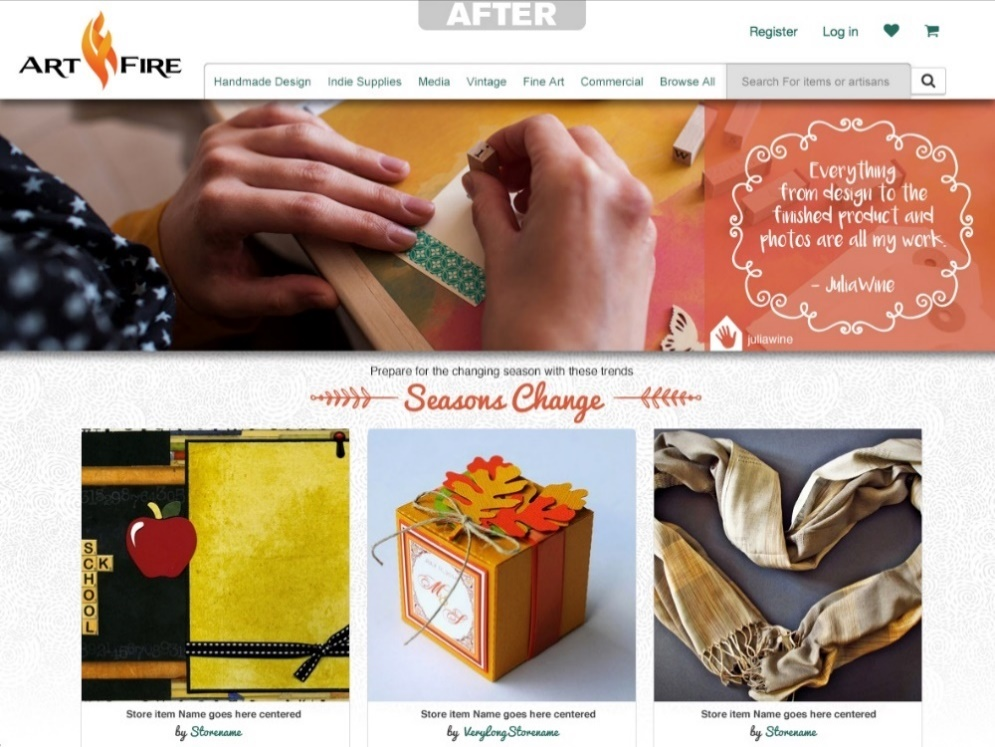 AFTER
ART FIRE
Register Log in
Handmade Design Indie Supplies Media Vintage Fine Art Commercial Browse All Search For items or artisans
W
Everything
from design to the
finished product and
photos are all my work.
- JuliaWine
juliawine
Prepare for the changing season with these trends
Seasons Change
SCHOOL
K
Store item Name goes here centered
by Storename
Store item Name goes here centered
by VeryLongStorename
Store item Name goes here centered
by Storename